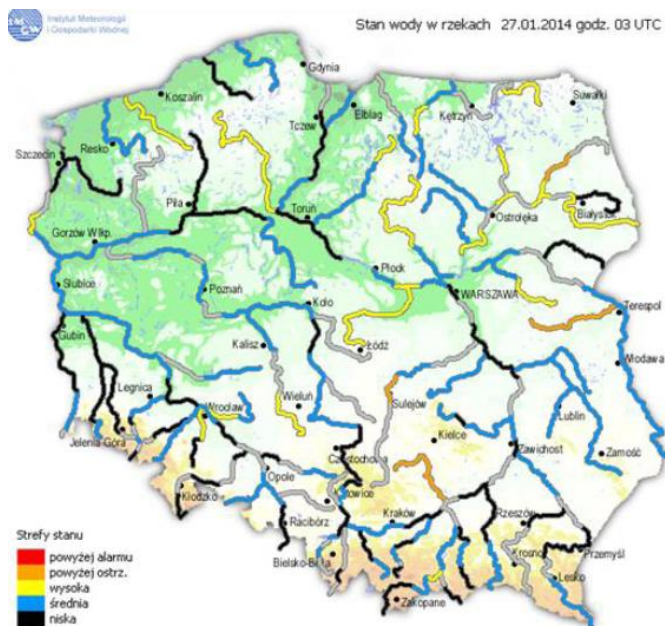 Instytut Meteorologii
i Gospodarki Wodnej
Stan wody w rzekach 27.01.2014 godz. 03 UTC
Gdynia
Koszalin
Suwałki
Elbląg
Kętrzyn
Tczew
Resko
Szczecin
Piła
Toruń
Białystok
Ostrołęka
Gorzów Wlkp.
Płock
Słubice
Poznań
WARSZAWA
Koło
Terespol
Gubin
Kalisz
Łódź
Włodawa
Legnica
Wieluń
Sulejów
Wrocław
Lublin
Jelenia Góra
Kielce
Zawichost
Zamość
Częstochowa
Opole
Kłodzko
Katowice
Racibórz
Kraków
Rzeszów
Bielsko-Biała
Krosno
Przemyśl
Lesko
Zakopane
Strefy stanu
powyżej alarmu
powyżej ostrz.
wysoka
średnia
niska